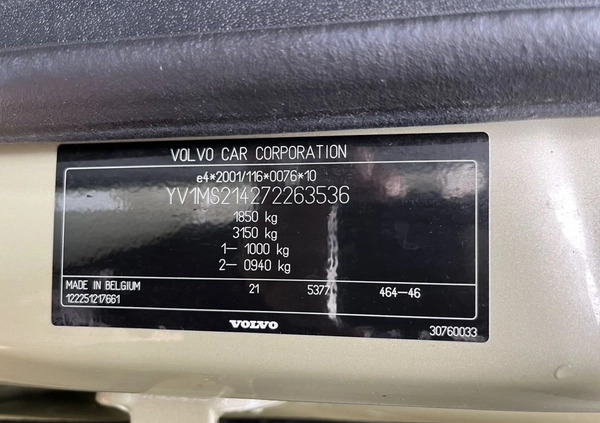 VOLVO CAR CORPORATION
e4*2001/116*0076*10
YV1MS214272263536
1850 kg
3150 kg
1- 1000 kg
2- 0940 kg
MADE IN BELGIUM 21 5372 464-46
122251217661
VOLVO 30760033